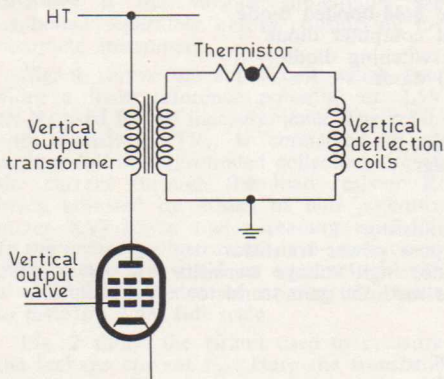 HT
Thermistor
Vertical
output
transformer
Vertical
deflection
coils
Vertical
output
valve